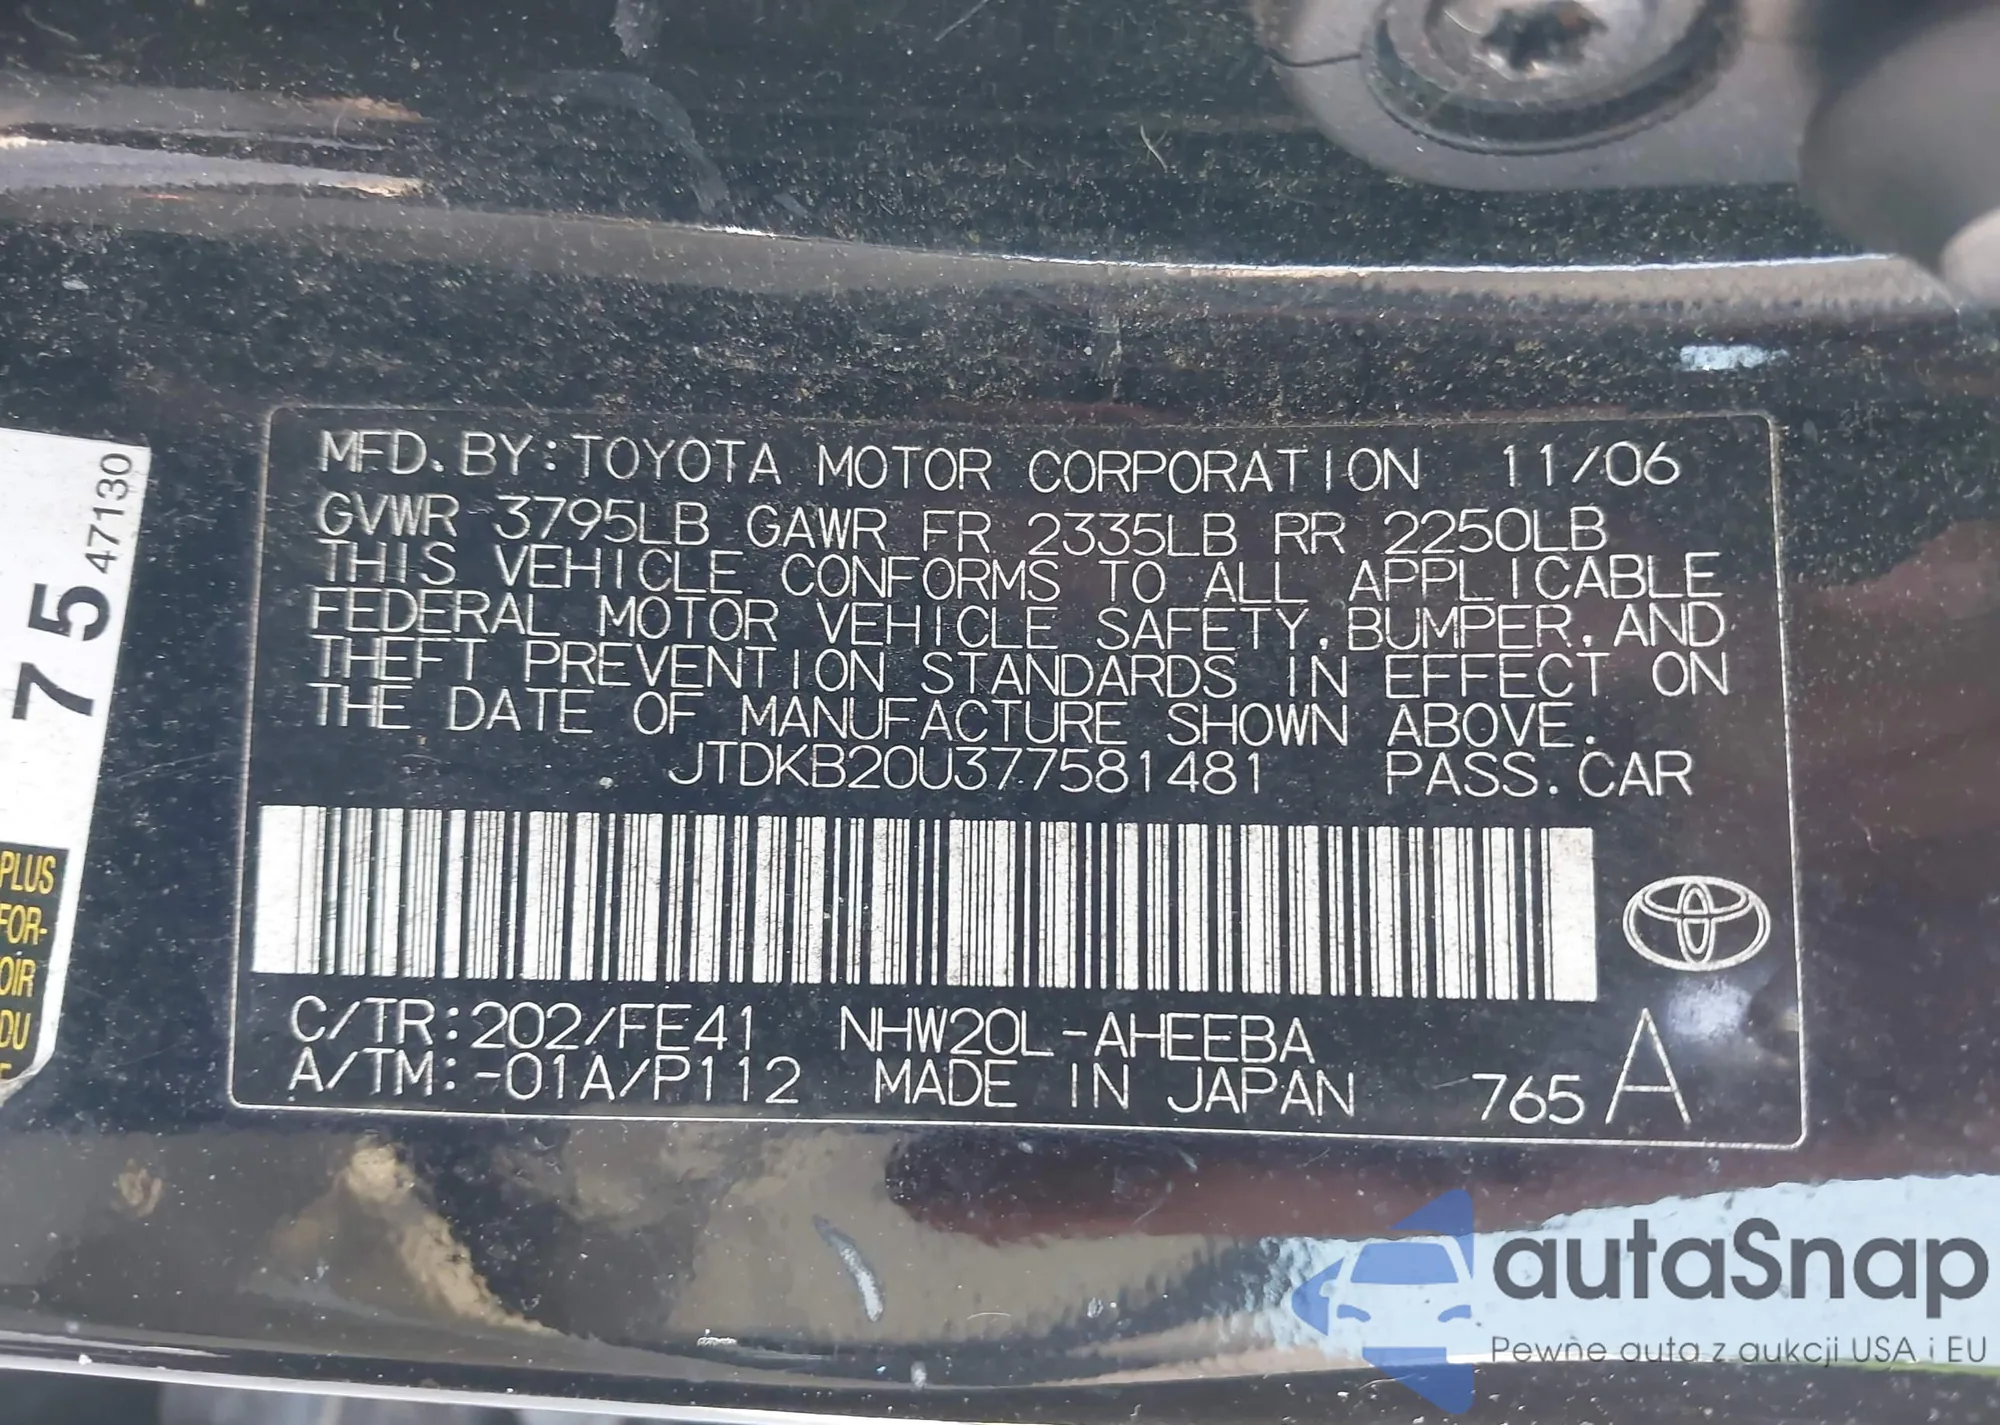 MFD. BY: TOYOTA MOTOR CORPORATION 11/06
GVWR 3795LB GAWR FR 2335LB RR 2250LB
THIS VEHICLE CONFORMS TO ALL APPLICABLE
FEDERAL MOTOR VEHICLE SAFETY, BUMPER, AND
THEFT PREVENTION STANDARDS IN EFFECT ON
THE DATE OF MANUFACTURE SHOWN ABOVE.
JTDKB20U377581481 PASS. CAR
C/TR: 202/FE41 NHW20L-AHEEBA
A/TM: -01A/P112 MADE IN JAPAN 765 A
75 47130
PLUS
FOR-
OIR
DU
autaSnap
Pewne auta z aukcji USA i EU